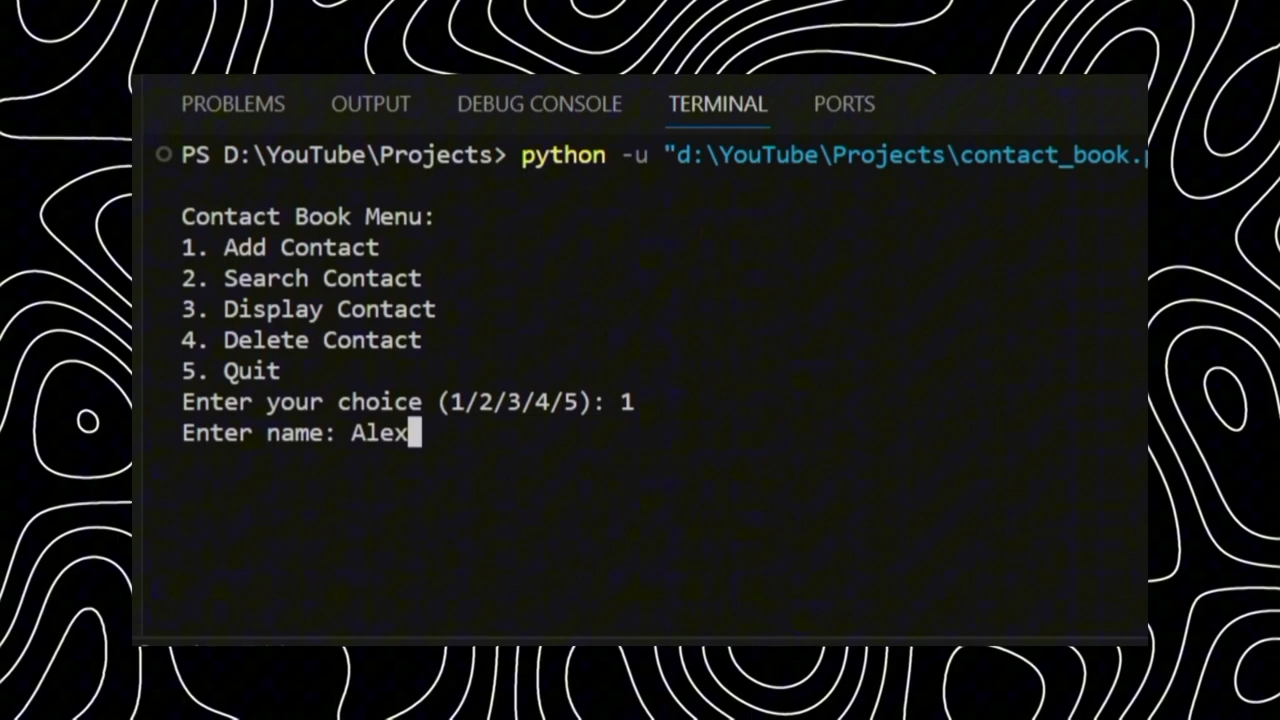 PROBLEMS OUTPUT DEBUG CONSOLE TERMINAL PORTS
PS D:\YouTube\Projects> python -u "d:\YouTube\Projects\contact_book.
Contact Book Menu:
1. Add Contact
2. Search Contact
3. Display Contact
4. Delete Contact
5. Quit
Enter your choice (1/2/3/4/5): 1
Enter name: Alex